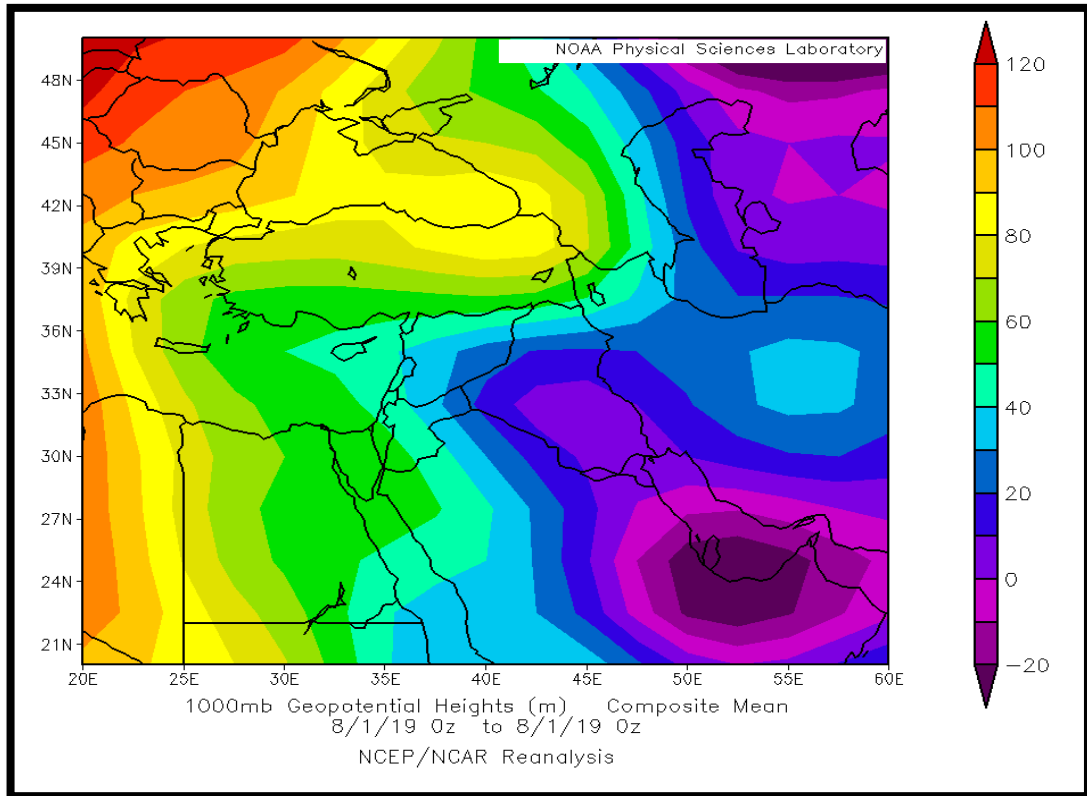 NOAA Physical Sciences Laboratory
48N
45N
42N
39N
36N
33N
30N
27N
24N
21N
20E 25E 30E 35E 40E 45E 50E 55E 60E
120
100
80
60
40
20
0
−20
1000mb Geopotential Heights (m) Composite Mean
8/1/19 0z to 8/1/19 0z
NCEP/NCAR Reanalysis